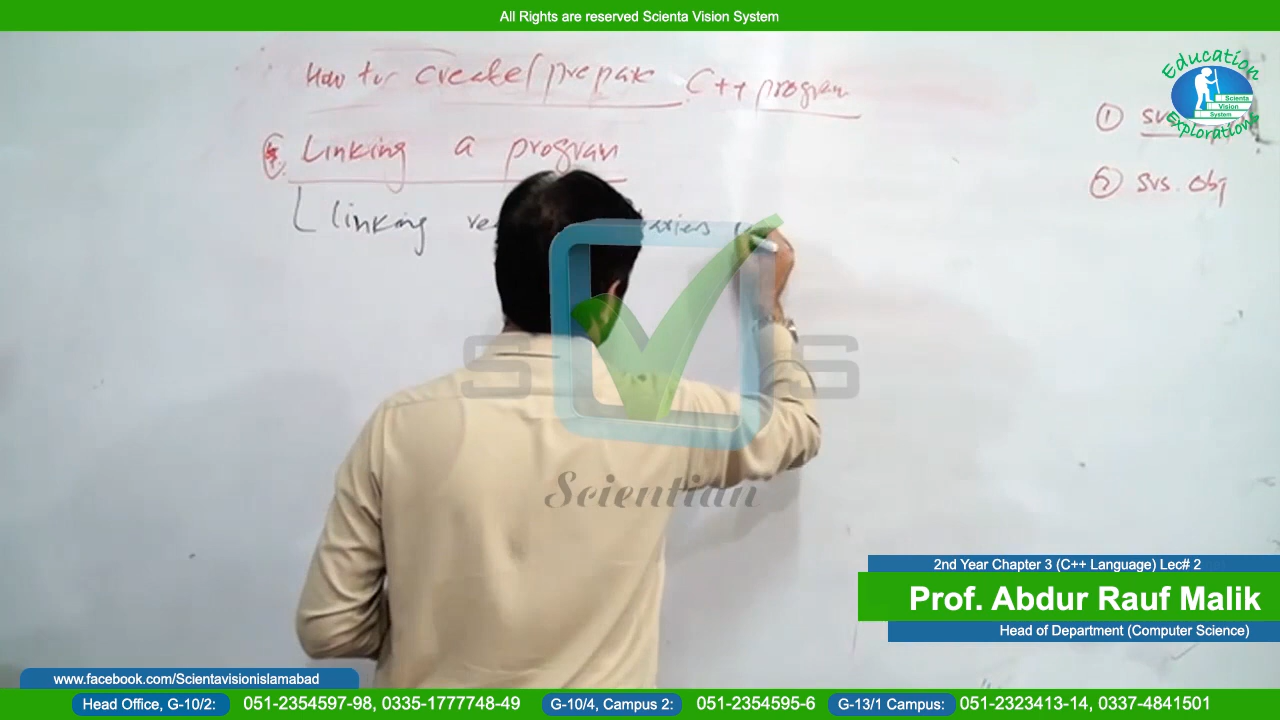 All Rights are reserved Scienta Vision System
How to create/prepare C++ program
Linking a program
linking
① 
② svs.obj
Education
Scienta
Vision
System
Explorations
SVS
Scientian
2nd Year Chapter 3 (C++ Language) Lec# 2
Prof. Abdur Rauf Malik
Head of Department (Computer Science)
www.facebook.com/Scientavisionislamabad
Head Office, G-10/2: 051-2354597-98, 0335-1777748-49 G-10/4, Campus 2: 051-2354595-6 G-13/1 Campus: 051-2323413-14, 0337-4841501